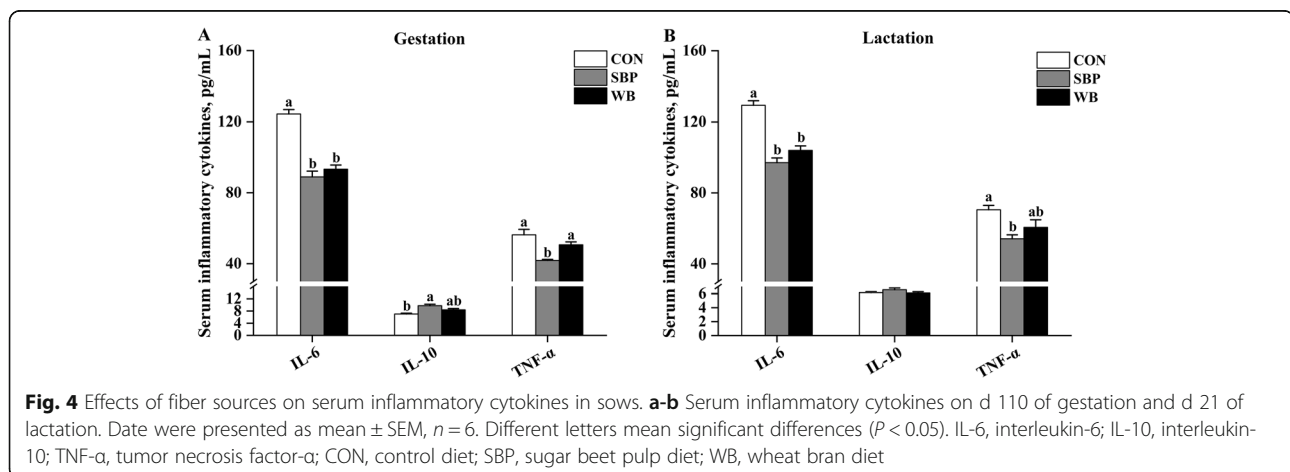 A Gestation
Serum inflammatory cytokines, pg/mL
160
120
80
40
12
8
4
0
CON
SBP
WB
a
b
b
b
a
ab
a
b
a
IL-6
IL-10
TNF-α
B Lactation
Serum inflammatory cytokines, pg/mL
160
120
80
40
6
4
2
0
CON
SBP
WB
a
b
b
a
b
ab
IL-6
IL-10
TNF-α
Fig. 4 Effects of fiber sources on serum inflammatory cytokines in sows. a-b Serum inflammatory cytokines on d 110 of gestation and d 21 of
lactation. Date were presented as mean ± SEM, n = 6. Different letters mean significant differences (P < 0.05). IL-6, interleukin-6; IL-10, interleukin-
10; TNF-α, tumor necrosis factor-α; CON, control diet; SBP, sugar beet pulp diet; WB, wheat bran diet